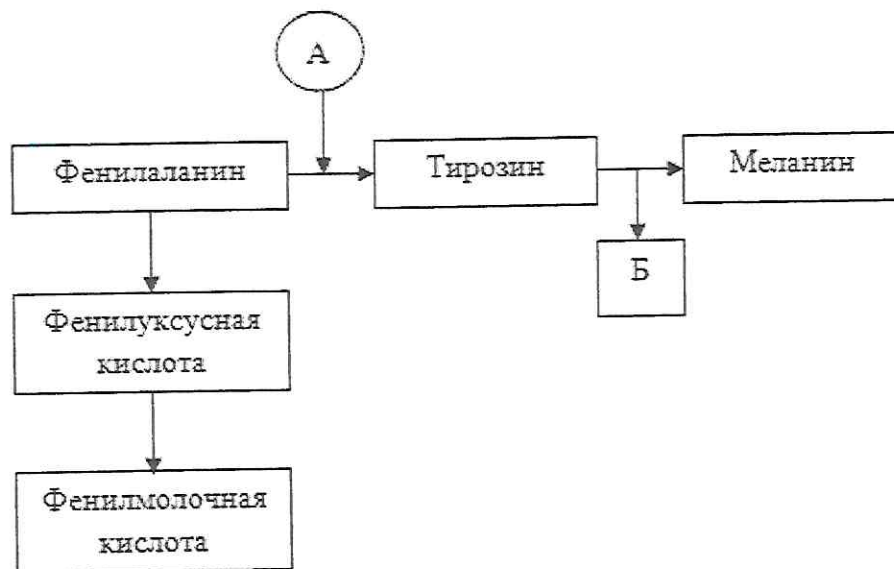 А
Фенилаланин
Тирозин
Меланин
Б
Фенилуксусная
кислота
Фенилмолочная
кислота